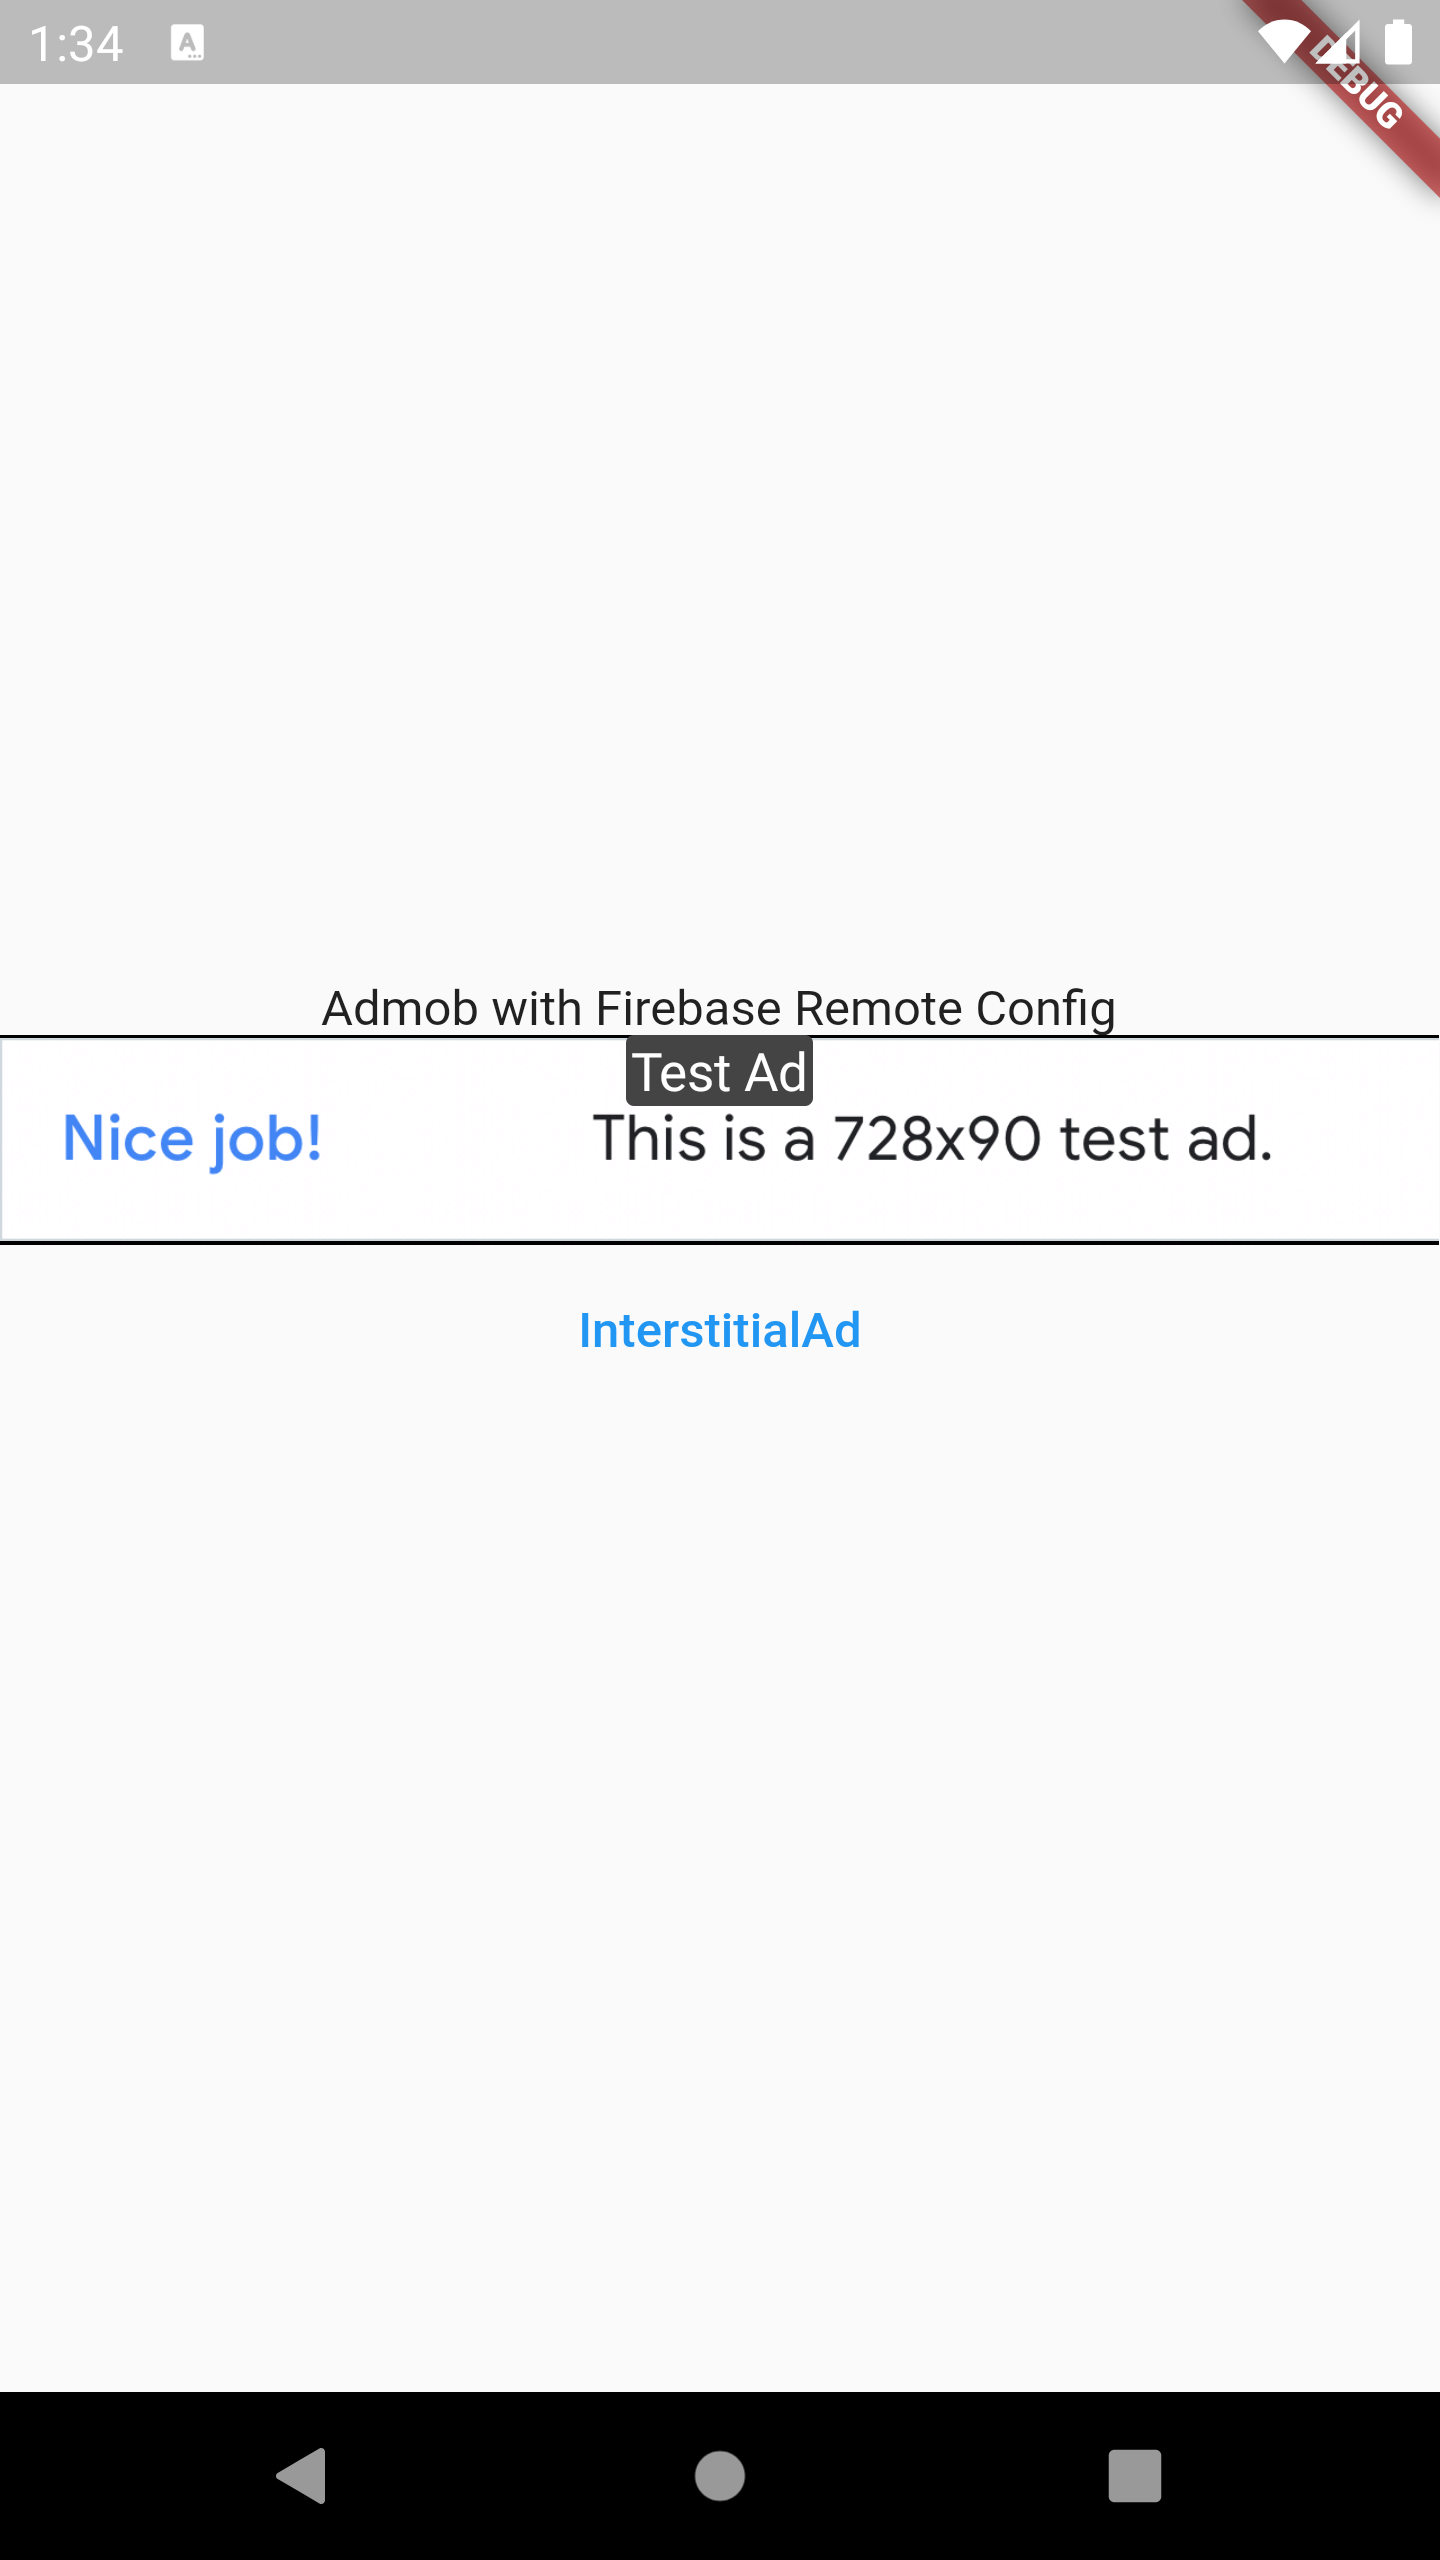 1:34
DEBUG
Admob with Firebase Remote Config
Test Ad
Nice job! This is a 728x90 test ad.
InterstitialAd